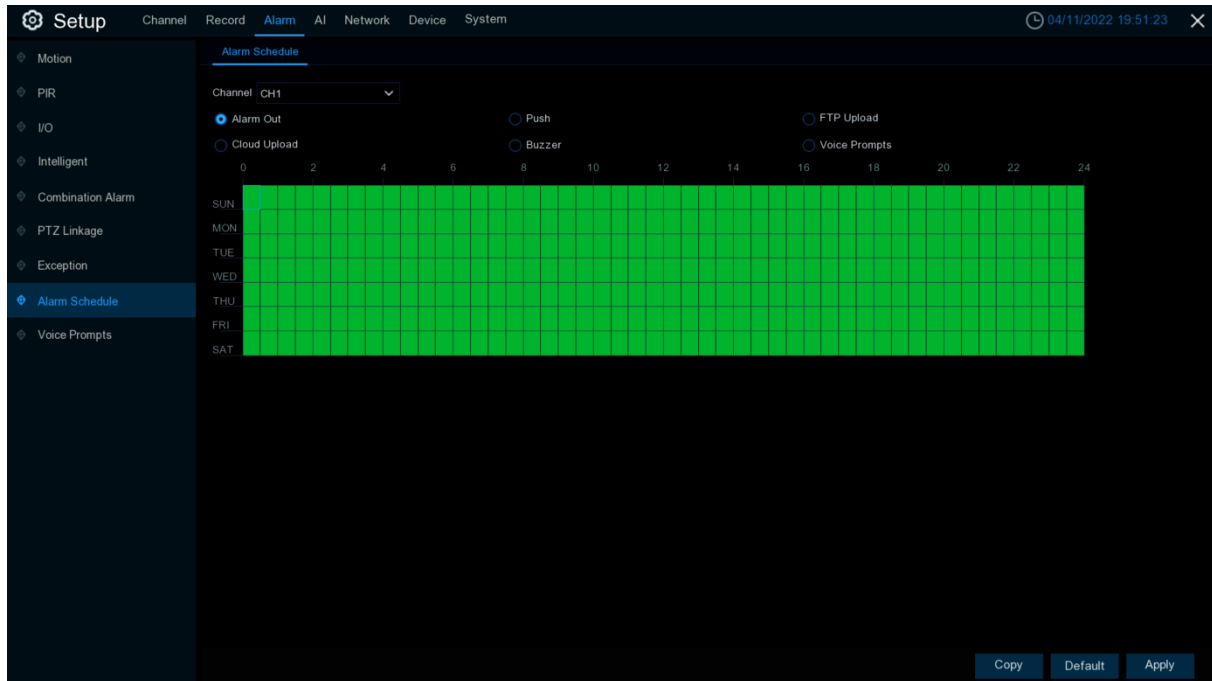 Setup Channel Record Alarm AI Network Device System 04/11/2022 19:51:23
Motion
PIR
I/O
Intelligent
Combination Alarm
PTZ Linkage
Exception
Alarm Schedule
Voice Prompts
Alarm Schedule
Channel CH1
Alarm Out Push FTP Upload
Cloud Upload Buzzer Voice Prompts
0 2 4 6 8 10 12 14 16 18 20 22 24
SUN
MON
TUE
WED
THU
FRI
SAT
Copy Default Apply